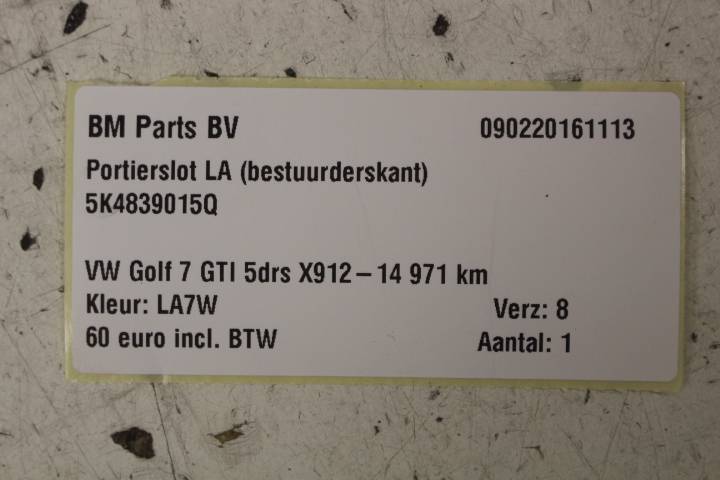 BM Parts BV 090220161113
Portierslot LA (bestuurderskant)
5K4839015Q
VW Golf 7 GTI 5drs X912 – 14 971 km
Kleur: LA7W Verz: 8
60 euro incl. BTW Aantal: 1